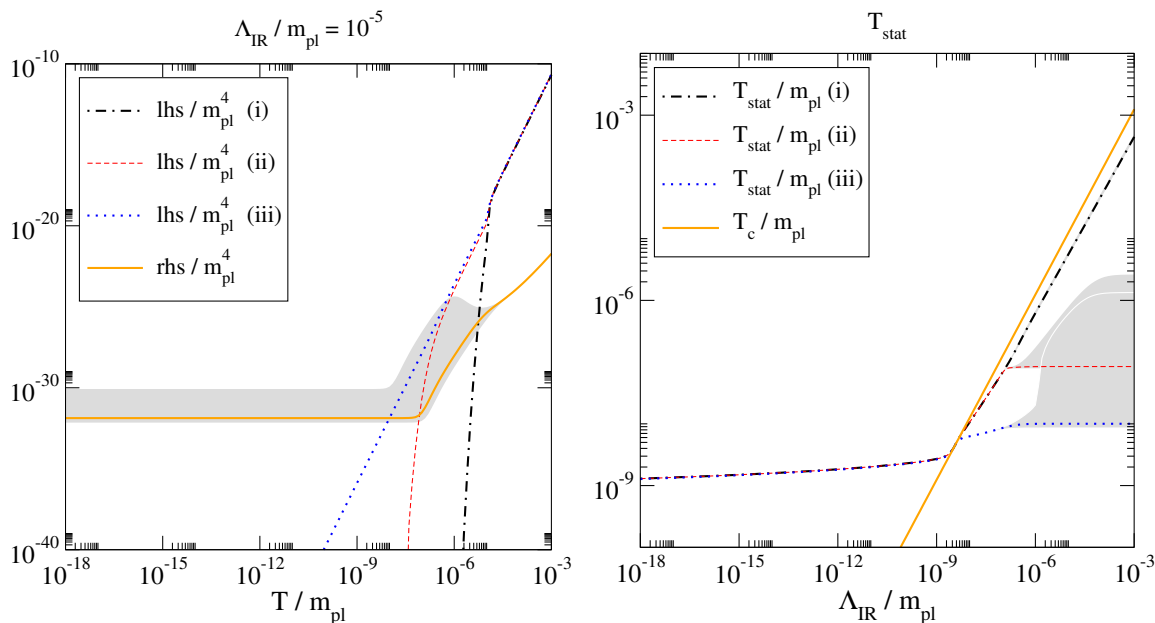 Λ_IR / m_pl = 10^-5
10^-10
10^-20
10^-30
10^-40
lhs / m_pl^4 (i)
lhs / m_pl^4 (ii)
lhs / m_pl^4 (iii)
rhs / m_pl^4
10^-18 10^-15 10^-12 10^-9 10^-6 10^-3
T / m_pl
T_stat
10^-3
10^-6
10^-9
T_stat / m_pl (i)
T_stat / m_pl (ii)
T_stat / m_pl (iii)
T_c / m_pl
10^-18 10^-15 10^-12 10^-9 10^-6 10^-3
Λ_IR / m_pl